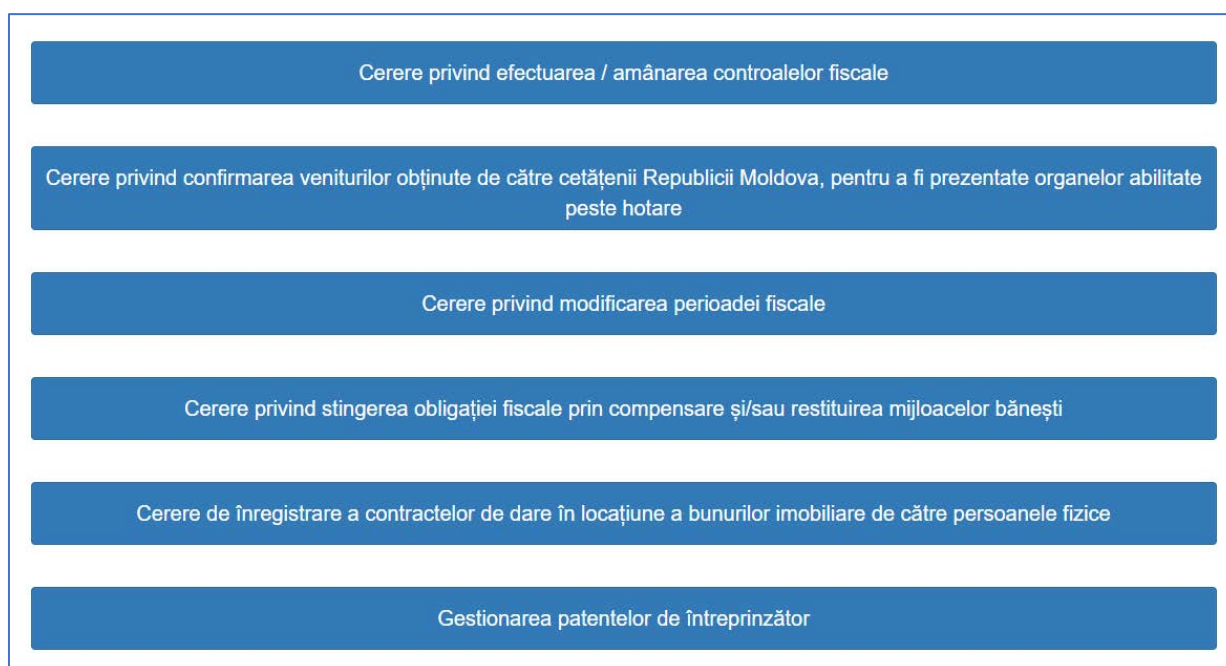 Cerere privind efectuarea / amânarea controalelor fiscale
Cerere privind confirmarea veniturilor obținute de către cetățenii Republicii Moldova, pentru a fi prezentate organelor abilitate
peste hotare
Cerere privind modificarea perioadei fiscale
Cerere privind stingerea obligației fiscale prin compensare și/sau restituirea mijloacelor bănești
Cerere de înregistrare a contractelor de dare în locațiune a bunurilor imobiliare de către persoanele fizice
Gestionarea patentelor de întreprinzător